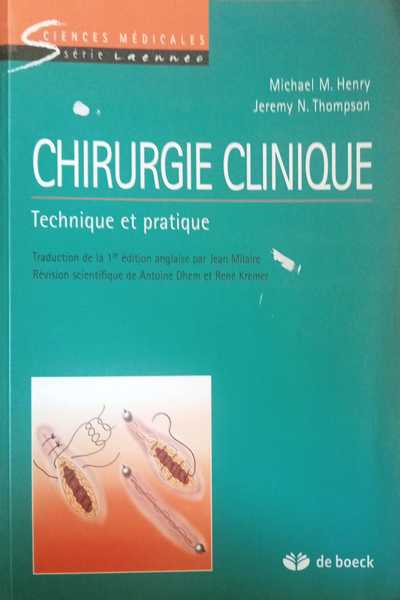 SCIENCES MÉDICALES
série Laennec
Michael M. Henry
Jeremy N. Thompson
CHIRURGIE CLINIQUE
Technique et pratique
Traduction de la 1re édition anglaise par Jean Milaire
Révision scientifique de Antoine Dhem et René Kremer
de boeck